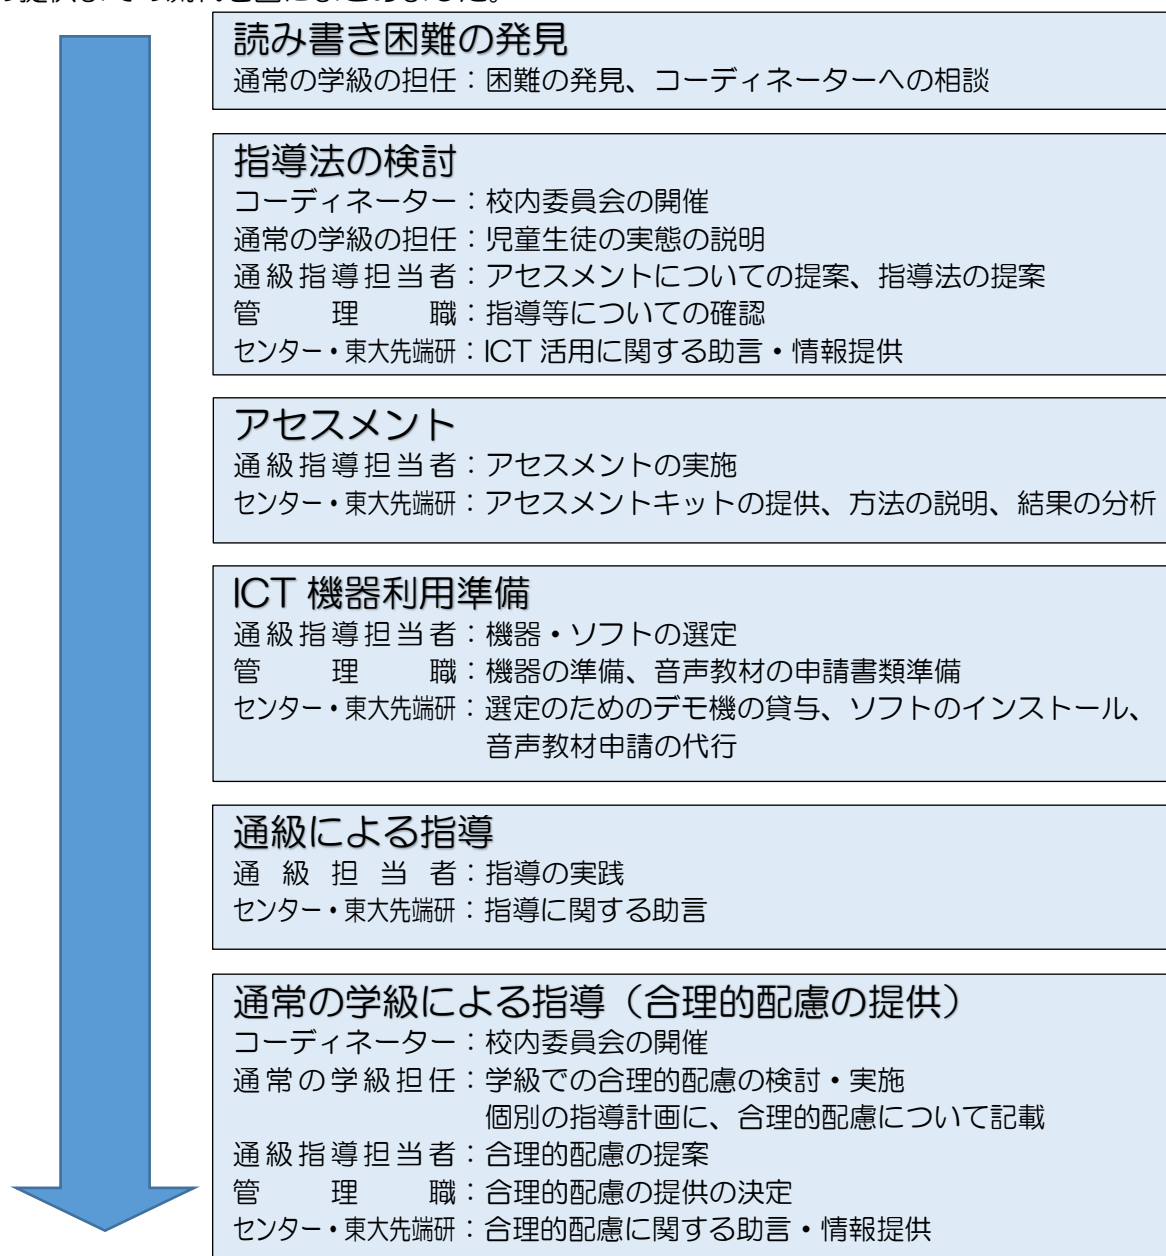 の提供までの流れを図にまとめました。
読み書き困難の発見
通常の学級の担任：困難の発見、コーディネーターへの相談
指導法の検討
コーディネーター：校内委員会の開催
通常の学級の担任：児童生徒の実態の説明
通級指導担当者：アセスメントについての提案、指導法の提案
管理職：指導等についての確認
センター・東大先端研：ICT 活用に関する助言・情報提供
アセスメント
通級指導担当者：アセスメントの実施
センター・東大先端研：アセスメントキットの提供、方法の説明、結果の分析
ICT 機器利用準備
通級指導担当者：機器・ソフトの選定
管理職：機器の準備、音声教材の申請書類準備
センター・東大先端研：選定のためのデモ機の貸与、ソフトのインストール、
音声教材申請の代行
通級による指導
通級担当者：指導の実践
センター・東大先端研：指導に関する助言
通常の学級による指導（合理的配慮の提供）
コーディネーター：校内委員会の開催
通常の学級担任：学級での合理的配慮の検討・実施
個別の指導計画に、合理的配慮について記載
通級指導担当者：合理的配慮の提案
管理職：合理的配慮の提供の決定
センター・東大先端研：合理的配慮に関する助言・情報提供